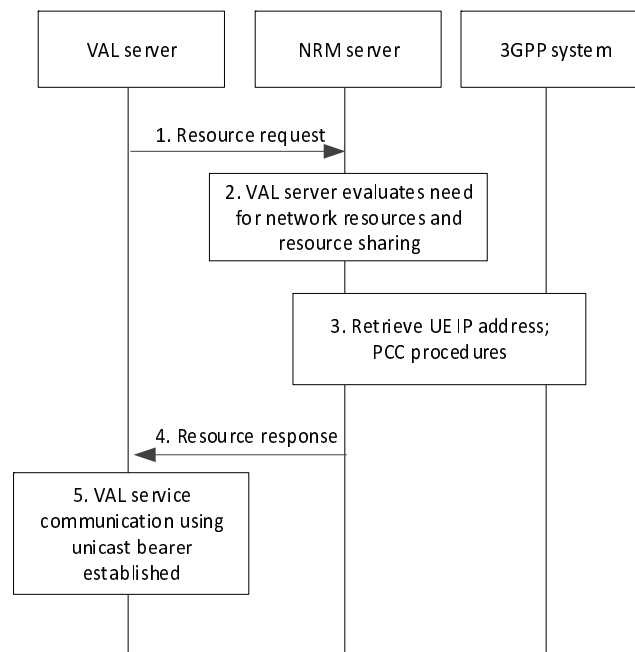 VAL server
NRM server
3GPP system
1. Resource request
2. VAL server evaluates need
for network resources and
resource sharing
3. Retrieve UE IP address;
PCC procedures
4. Resource response
5. VAL service
communication using
unicast bearer
established